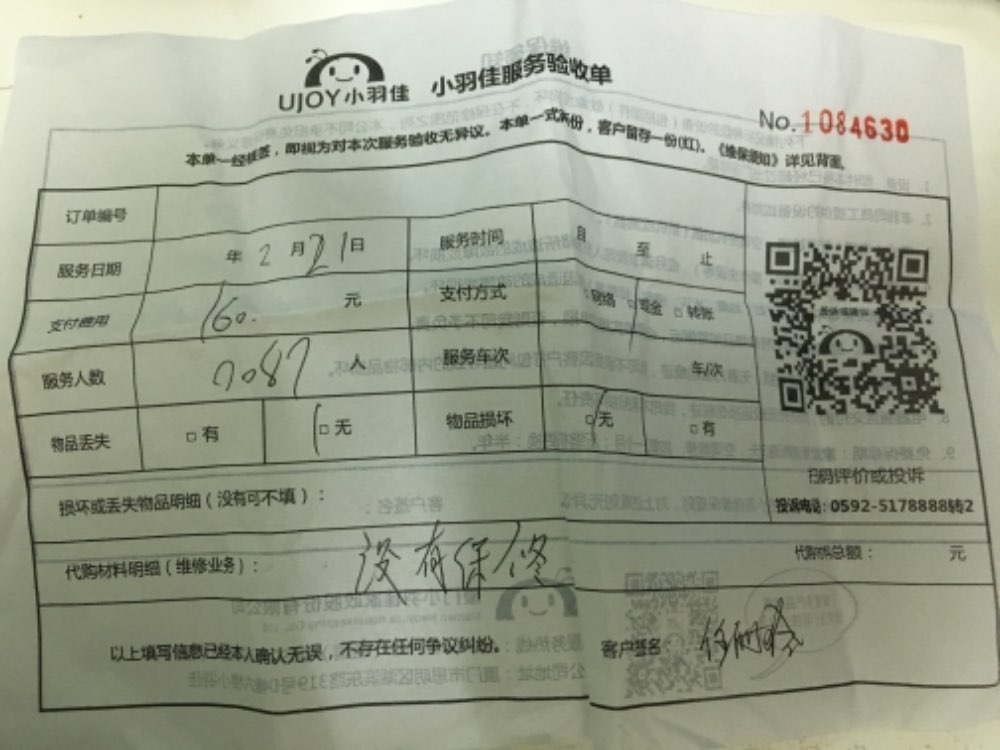 UJOY小羽佳 小羽佳服务验收单
No.1084630
本单一经核签，即视为对本次服务验收无异议。本单一式两份，客户留存一份(红)。《维保须知》详见背面。
订单编号
服务日期 年 2 月 21 日 服务时间 自 至 止
支付费用 160. 元 支付方式 □网络 □现金 □转账
服务人数 7087 人 服务车次 车/次
物品丢失 □有 □无 物品损坏 □无 □有
扫码评价或投诉
投诉电话：0592-5178888转2
损坏或丢失物品明细（没有可不填）：
代购材料明细（维修业务）： 没有保修 代购料总额： 元
以上填写信息已经本人确认无误，不存在任何争议纠纷。 客户签名：